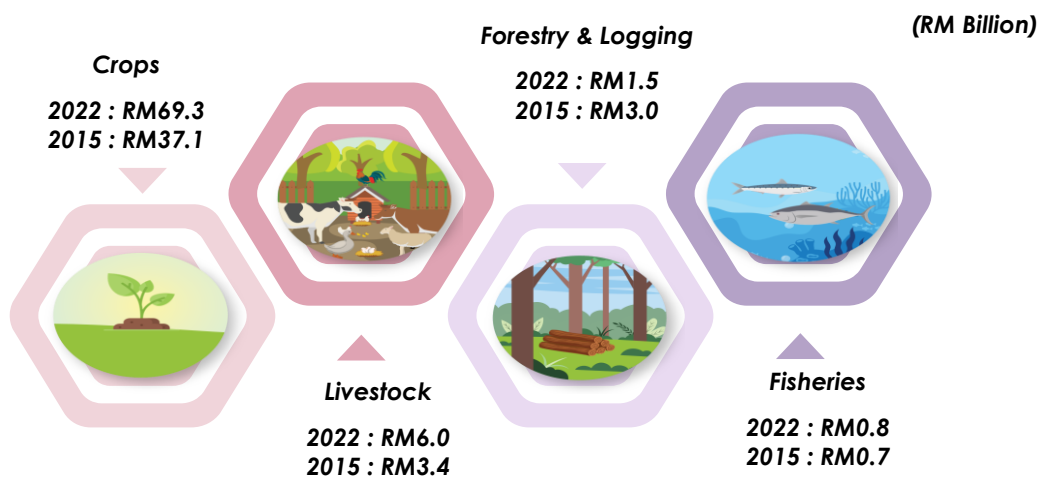 (RM Billion)
Crops
2022 : RM69.3
2015 : RM37.1
Livestock
2022 : RM6.0
2015 : RM3.4
Forestry & Logging
2022 : RM1.5
2015 : RM3.0
Fisheries
2022 : RM0.8
2015 : RM0.7